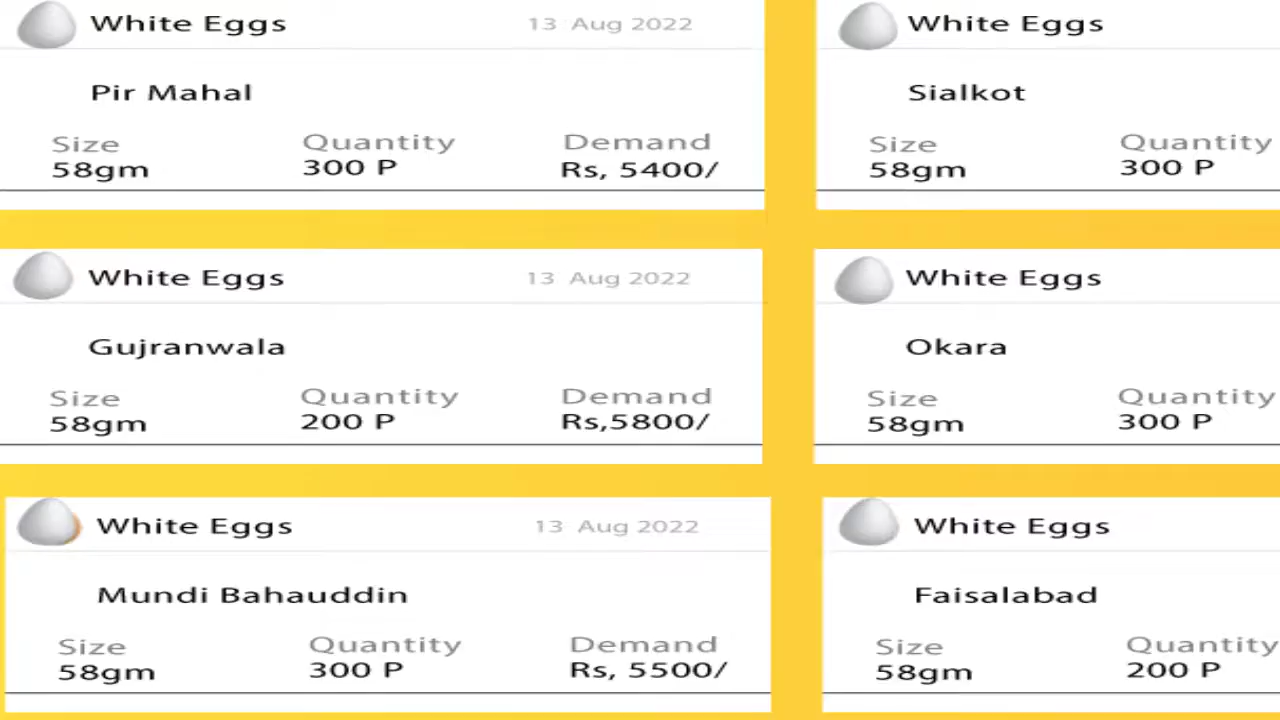 White Eggs 13 Aug 2022
Pir Mahal
Size Quantity Demand
58gm 300 P Rs, 5400/
White Eggs
Sialkot
Size Quantity
58gm 300 P
White Eggs 13 Aug 2022
Gujranwala
Size Quantity Demand
58gm 200 P Rs,5800/
White Eggs
Okara
Size Quantity
58gm 300 P
White Eggs 13 Aug 2022
Mundi Bahauddin
Size Quantity Demand
58gm 300 P Rs, 5500/
White Eggs
Faisalabad
Size Quantity
58gm 200 P